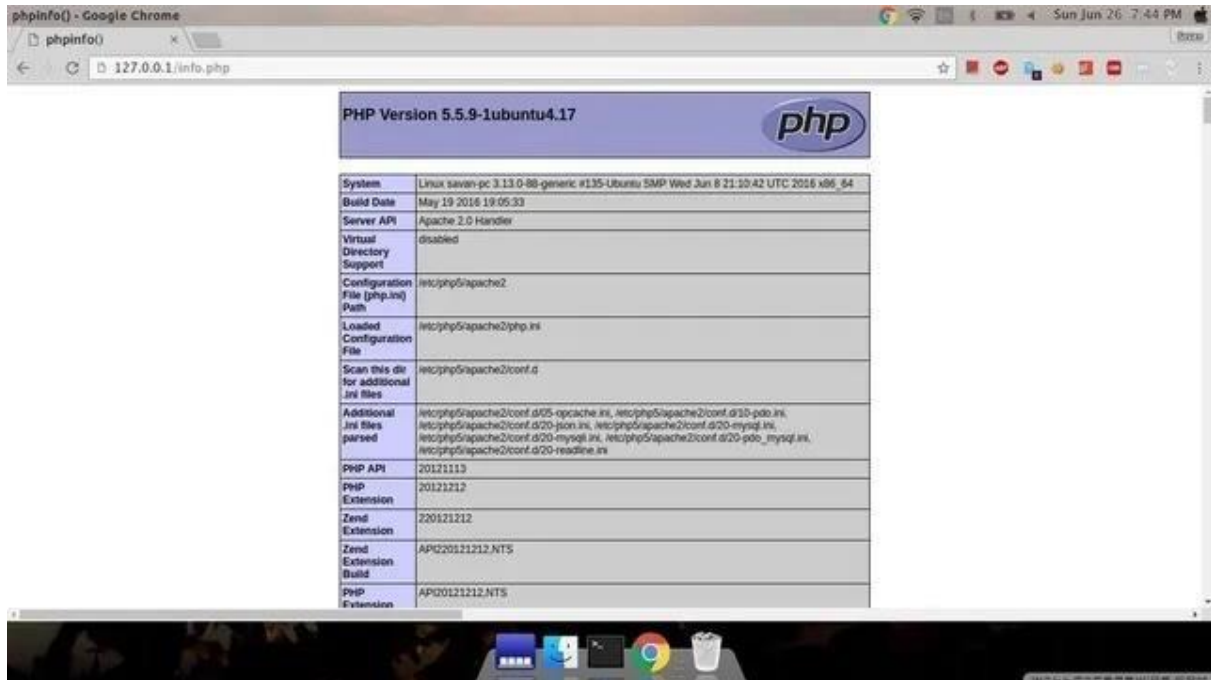 phpinfo() - Google Chrome
Sun Jun 26 7:44 PM
phpinfo()
127.0.0.1/info.php
PHP Version 5.5.9-1ubuntu4.17
php
System Linux savan-pc 3.13.0-88-generic #135-Ubuntu SMP Wed Jun 8 21:10:42 UTC 2016 x86_64
Build Date May 19 2016 19:05:33
Server API Apache 2.0 Handler
Virtual
Directory
Support disabled
Configuration
File (php.ini)
Path /etc/php5/apache2
Loaded
Configuration
File /etc/php5/apache2/php.ini
Scan this dir
for additional
.ini files /etc/php5/apache2/conf.d
Additional
.ini files
parsed /etc/php5/apache2/conf.d/05-opcache.ini, /etc/php5/apache2/conf.d/10-pdo.ini,
/etc/php5/apache2/conf.d/20-json.ini, /etc/php5/apache2/conf.d/20-mysql.ini,
/etc/php5/apache2/conf.d/20-mysqli.ini, /etc/php5/apache2/conf.d/20-pdo_mysql.ini,
/etc/php5/apache2/conf.d/20-readline.ini
PHP API 20121113
PHP
Extension 20121212
Zend
Extension 220121212
Zend
Extension
Build API220121212,NTS
PHP
Extension API20121212,NTS